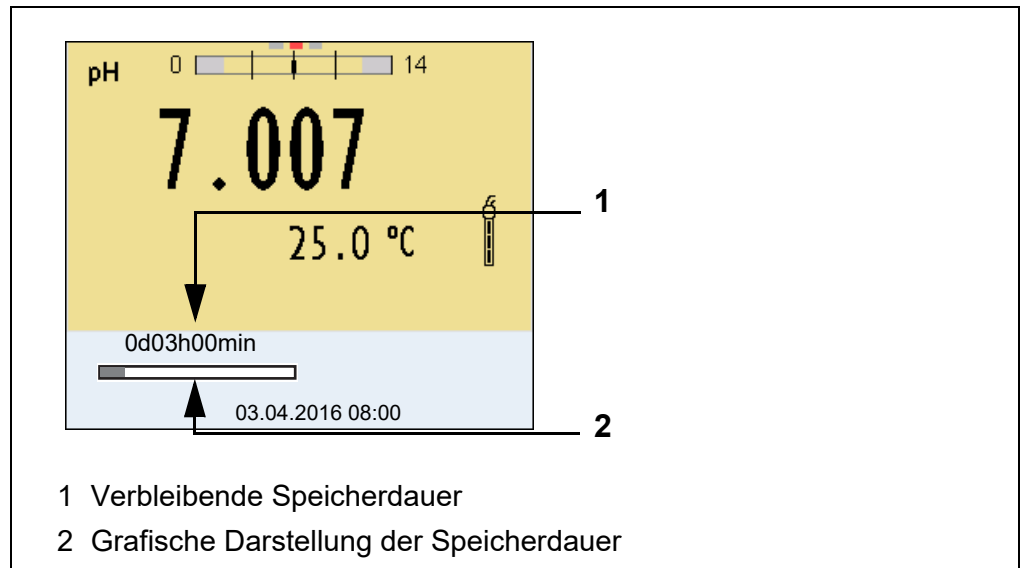 pH 0 14
7.007
1
25.0 °C
0d03h00min
03.04.2016 08:00
2
1 Verbleibende Speicherdauer
2 Grafische Darstellung der Speicherdauer